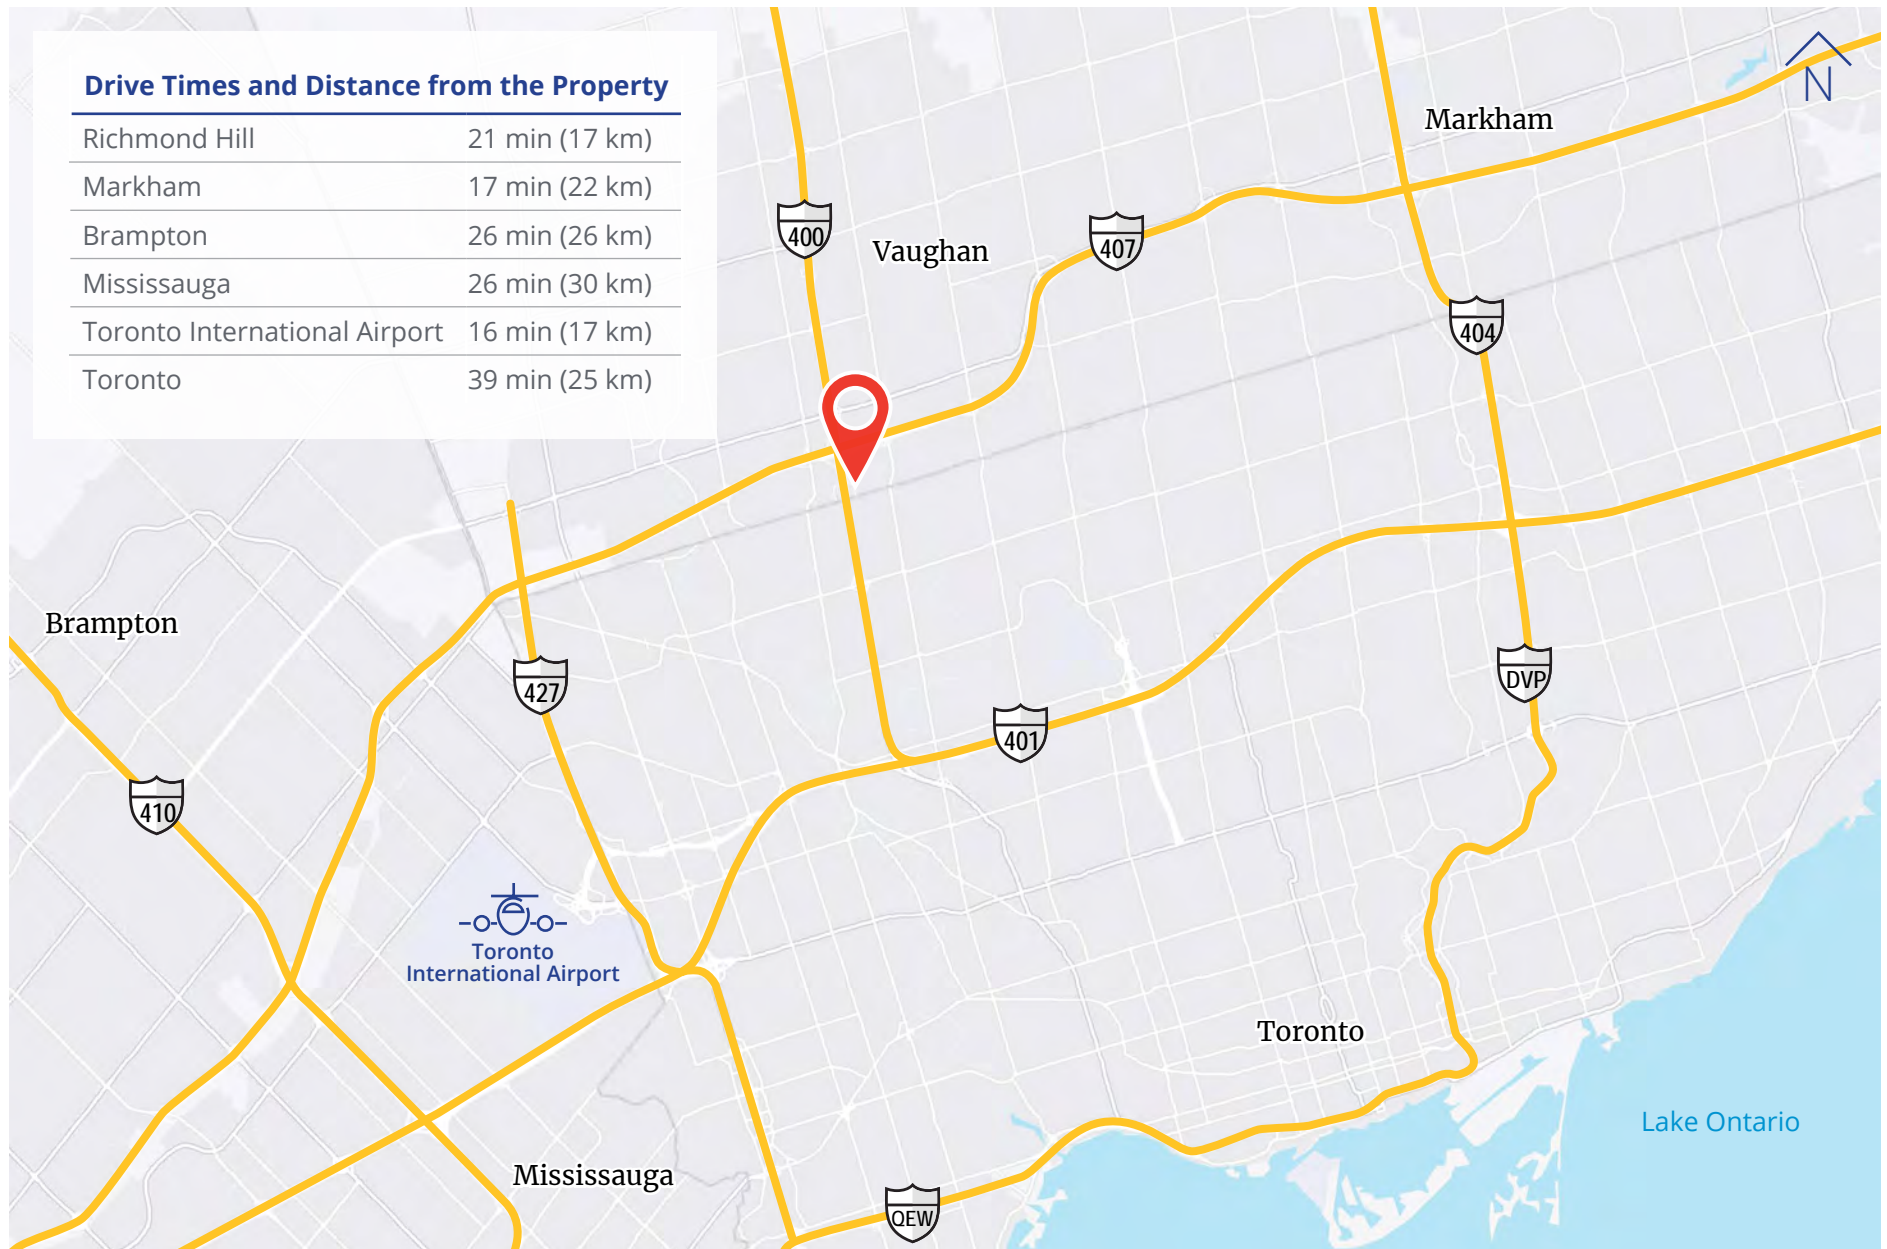 Drive Times and Distance from the Property
Richmond Hill 21 min (17 km)
Markham 17 min (22 km)
Brampton 26 min (26 km)
Mississauga 26 min (30 km)
Toronto International Airport 16 min (17 km)
Toronto 39 min (25 km)
N
Markham
400
Vaughan
407
404
Brampton
427
DVP
401
410
Toronto
International Airport
Toronto
Lake Ontario
Mississauga
QEW